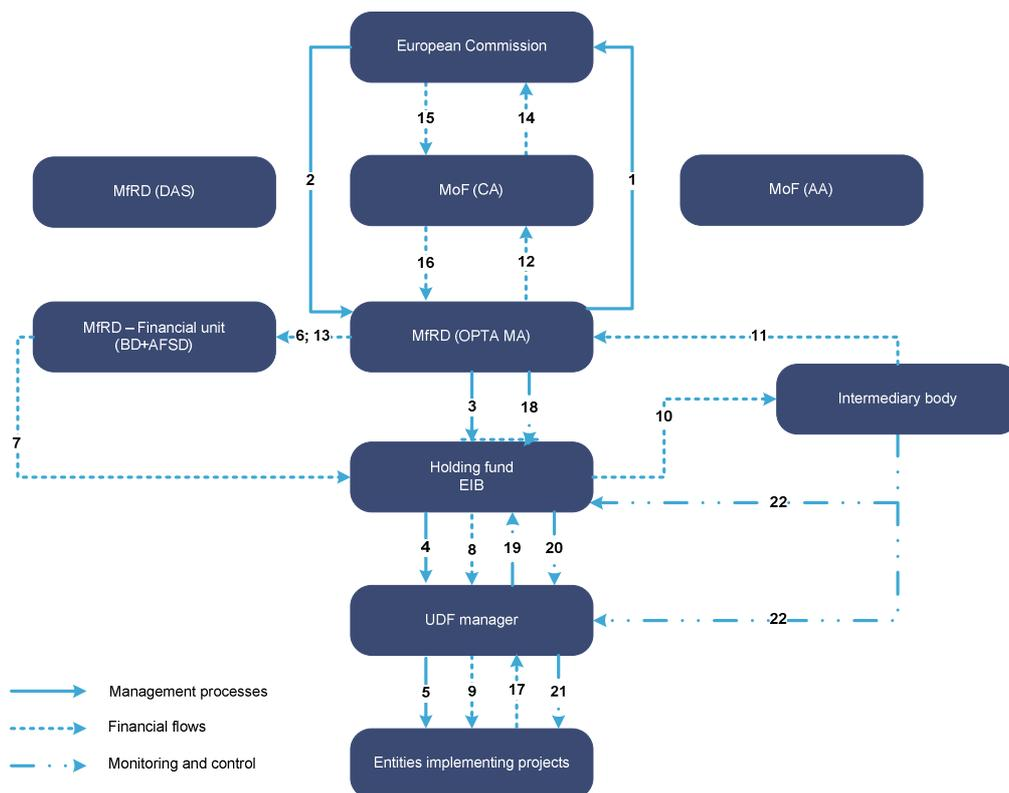 European Commission
15
14
MfRD (DAS)
2
MoF (CA)
1
MoF (AA)
16
12
MfRD – Financial unit
(BD+AFSD)
6; 13
MfRD (OPTA MA)
11
Intermediary body
3
18
10
7
Holding fund
EIB
22
4
8
19
20
UDF manager
22
5
9
17
21
Management processes
Financial flows
Monitoring and control
Entities implementing projects